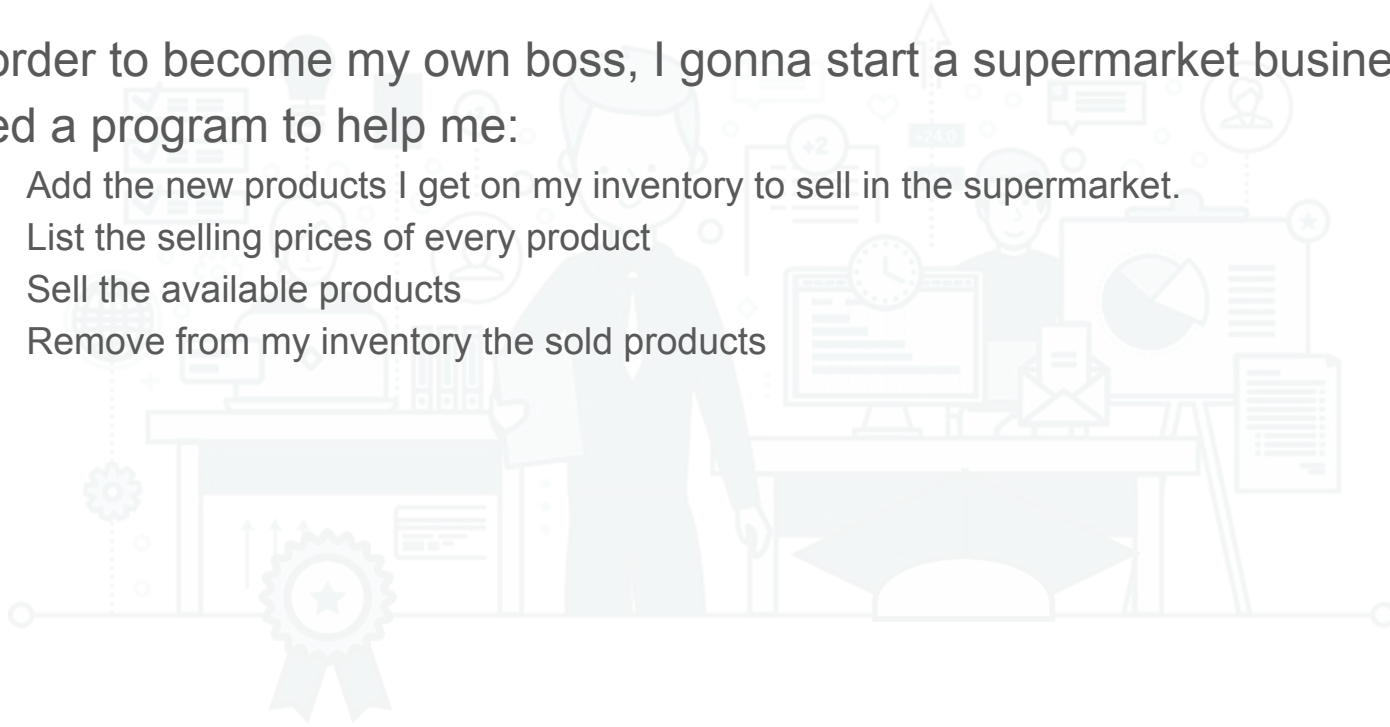 order to become my own boss, I gonna start a supermarket busine
ed a program to help me:
Add the new products I get on my inventory to sell in the supermarket.
List the selling prices of every product
Sell the available products
Remove from my inventory the sold products
+2